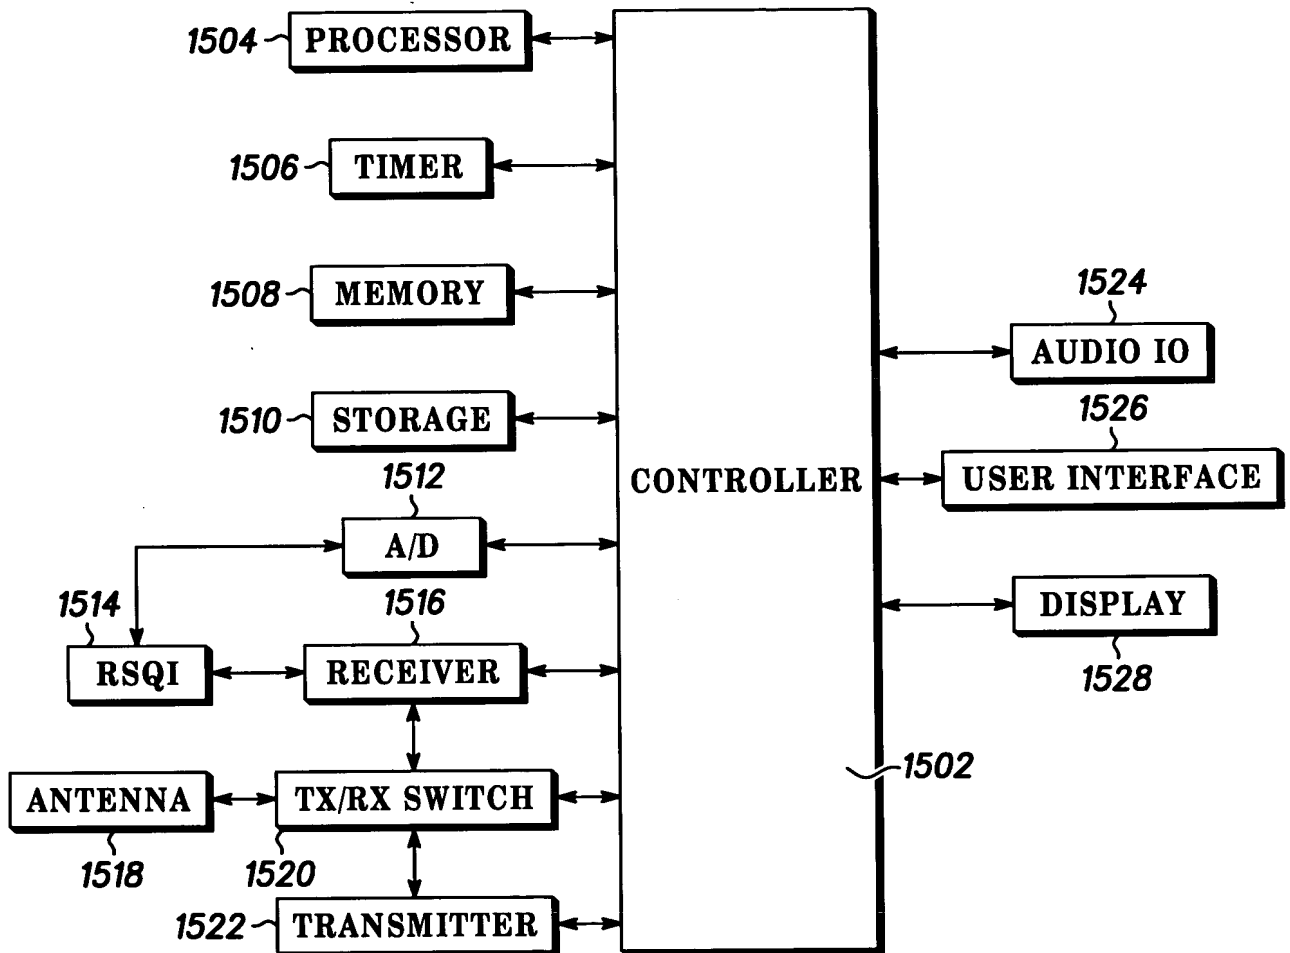 1504 PROCESSOR
1506 TIMER
1508 MEMORY
1510 STORAGE
1512
A/D
1514
RSQI
1516
RECEIVER
ANTENNA
1518
TX/RX SWITCH
1520
1522 TRANSMITTER
CONTROLLER
1502
1524
AUDIO IO
1526
USER INTERFACE
DISPLAY
1528